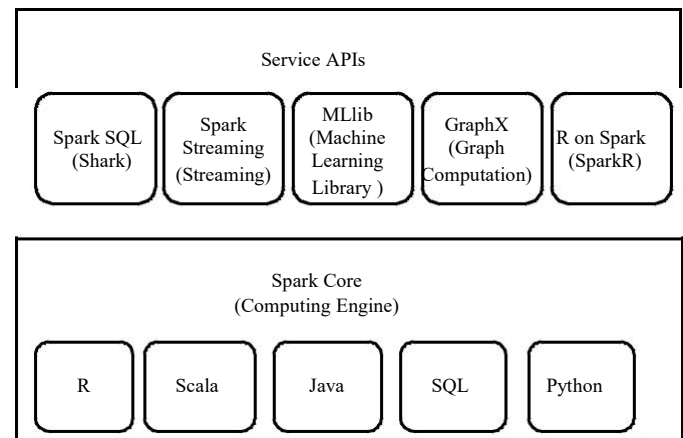 Service APIs
Spark SQL
(Shark)
Spark
Streaming
(Streaming)
MLlib
(Machine
Learning
Library )
GraphX
(Graph
Computation)
R on Spark
(SparkR)
Spark Core
(Computing Engine)
R
Scala
Java
SQL
Python